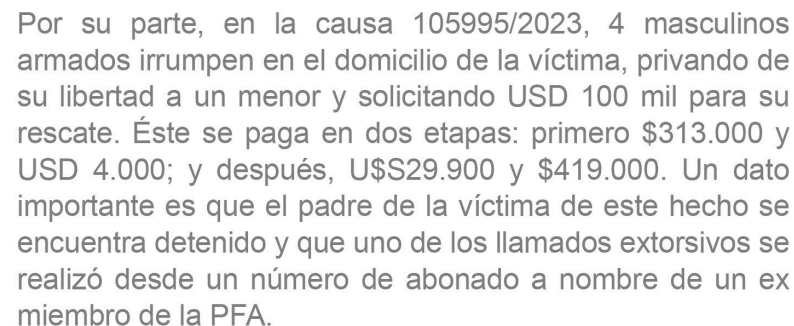 Por su parte, en la causa 105995/2023, 4 masculinos
armados irrumpen en el domicilio de la víctima, privando de
su libertad a un menor y solicitando USD 100 mil para su
rescate. Éste se paga en dos etapas: primero $313.000 y
USD 4.000; y después, U$S29.900 y $419.000. Un dato
importante es que el padre de la víctima de este hecho se
encuentra detenido y que uno de los llamados extorsivos se
realizó desde un número de abonado a nombre de un ex
miembro de la PFA.